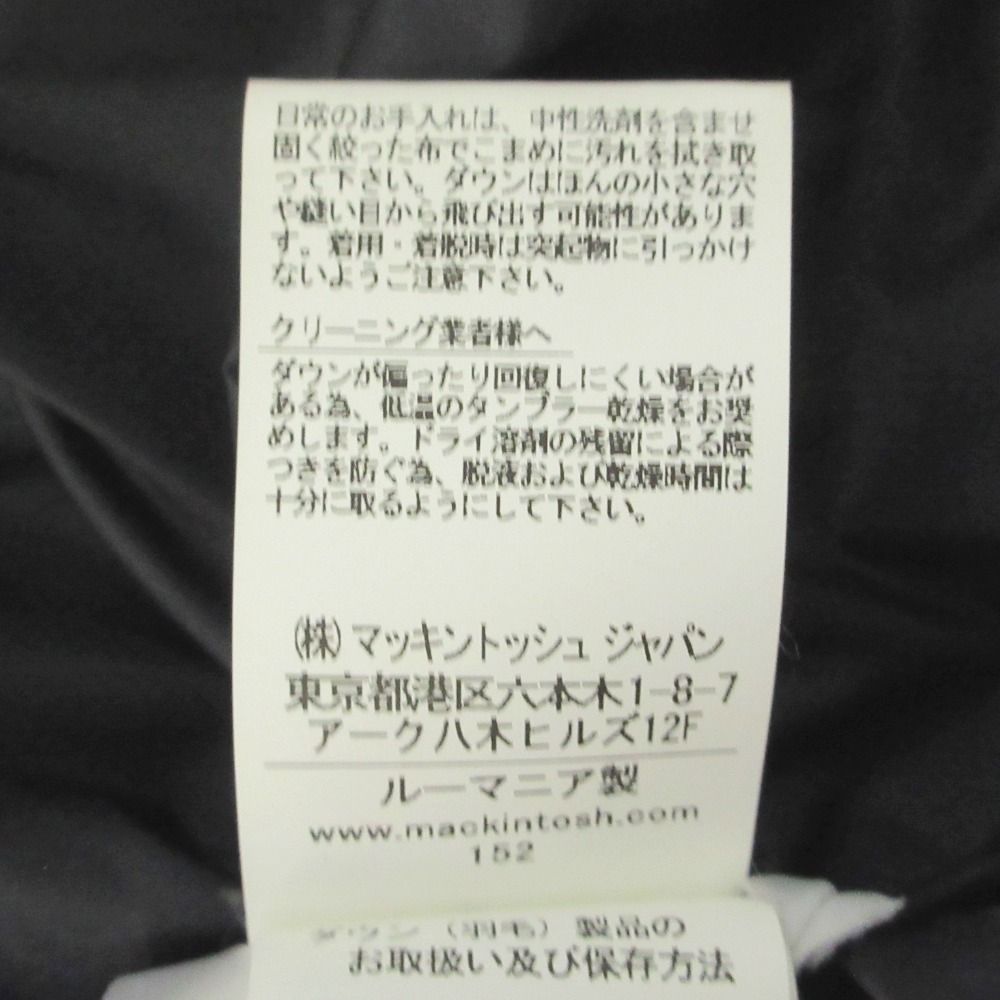 日常のお手入れは、中性洗剤を含ませ
固く絞った布でこまめに汚れを拭き取
って下さい。ダウンはほんの小さな穴
や縫い目から飛び出す可能性がありま
す。着用・着脱時は突起物に引っかけ
ないようご注意下さい。
クリーニング業者様へ
ダウンが偏ったり回復しにくい場合が
ある為、低温のタンブラー乾燥をお奨
めします。ドライ溶剤の残留による際
つきを防ぐ為、脱液および乾燥時間は
十分に取るようにして下さい。
(株)マッキントッシュ ジャパン
東京都港区六本木1-8-7
アーク八木ヒルズ12F
ルーマニア製
www.mackintosh.com
152
ダウン（羽毛）製品の
お取扱い及び保存方法